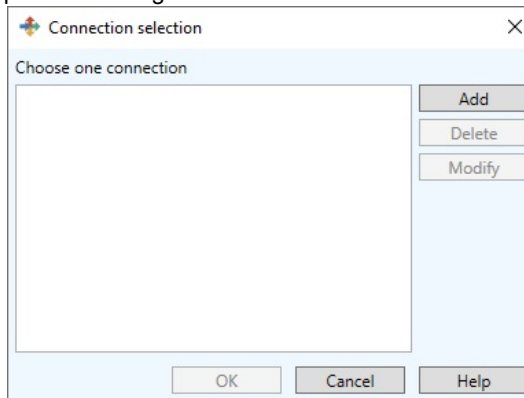 Connection selection
Choose one connection
Add
Delete
Modify
OK
Cancel
Help